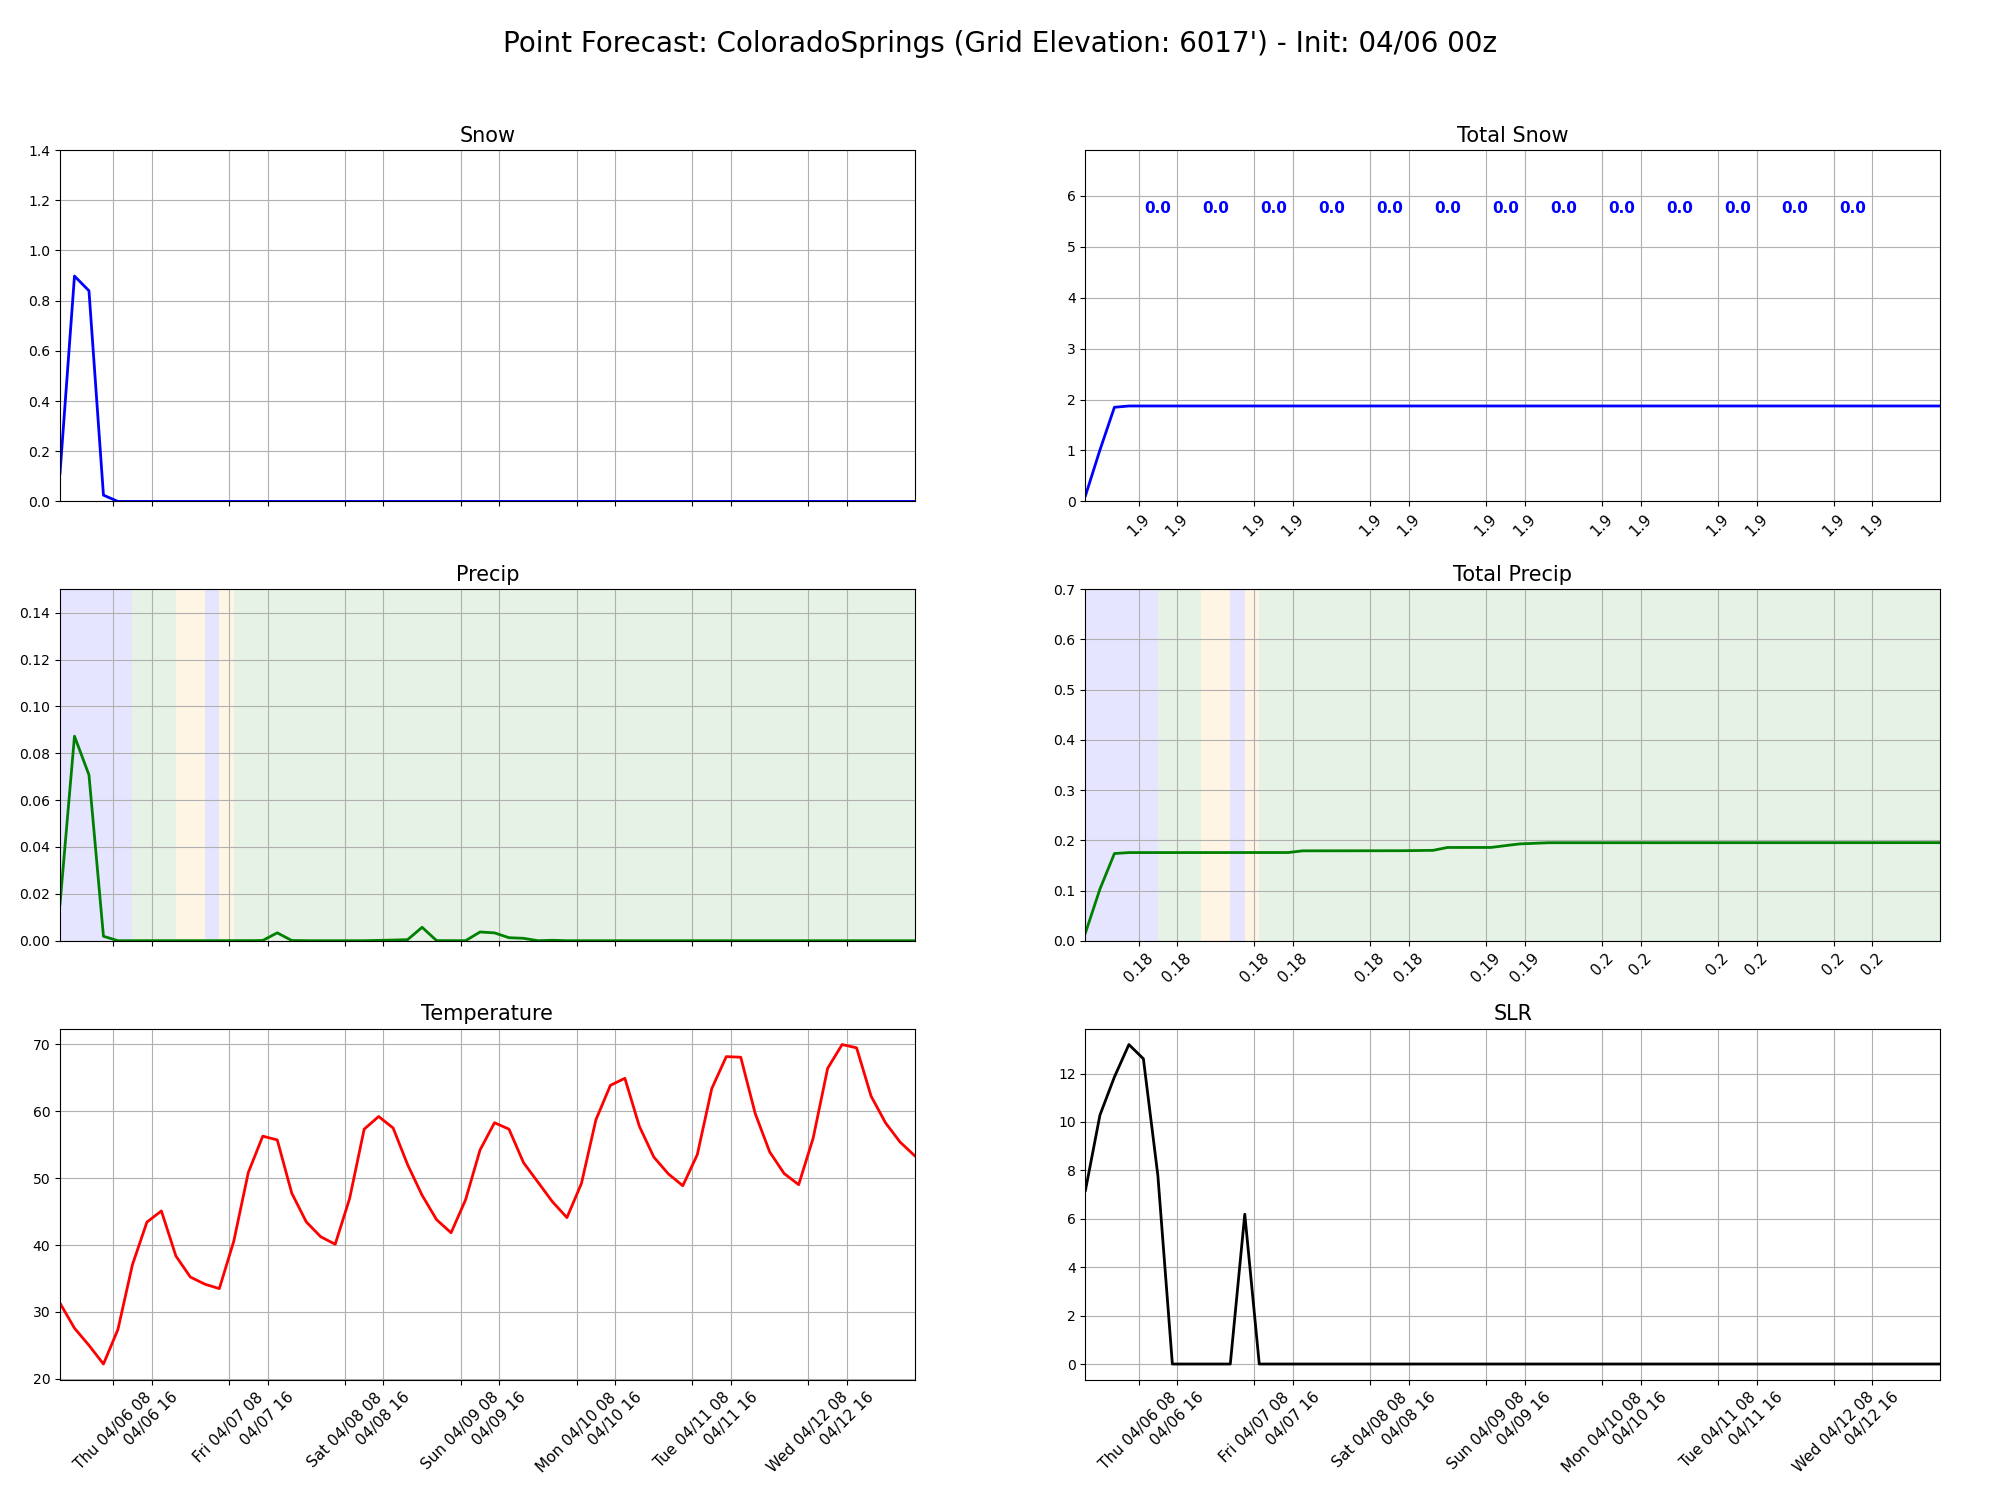 Point Forecast: ColoradoSprings (Grid Elevation: 6017') - Init: 04/06 00z
Snow
1.4
1.2
1.0
0.8
0.6
0.4
0.2
0.0
Total Snow
6
5
4
3
2
1
0
0.0 0.0 0.0 0.0 0.0 0.0 0.0 0.0 0.0 0.0 0.0 0.0 0.0
1.9 1.9 1.9 1.9 1.9 1.9 1.9 1.9 1.9 1.9 1.9 1.9 1.9 1.9
Precip
0.14
0.12
0.10
0.08
0.06
0.04
0.02
0.00
Total Precip
0.7
0.6
0.5
0.4
0.3
0.2
0.1
0.0
0.18 0.18 0.18 0.18 0.18 0.18 0.19 0.19 0.2 0.2 0.2 0.2 0.2 0.2
Temperature
70
60
50
40
30
20
Thu 04/06 08
04/06 16
Fri 04/07 08
04/07 16
Sat 04/08 08
04/08 16
Sun 04/09 08
04/09 16
Mon 04/10 08
04/10 16
Tue 04/11 08
04/11 16
Wed 04/12 08
04/12 16
SLR
12
10
8
6
4
2
0
Thu 04/06 08
04/06 16
Fri 04/07 08
04/07 16
Sat 04/08 08
04/08 16
Sun 04/09 08
04/09 16
Mon 04/10 08
04/10 16
Tue 04/11 08
04/11 16
Wed 04/12 08
04/12 16